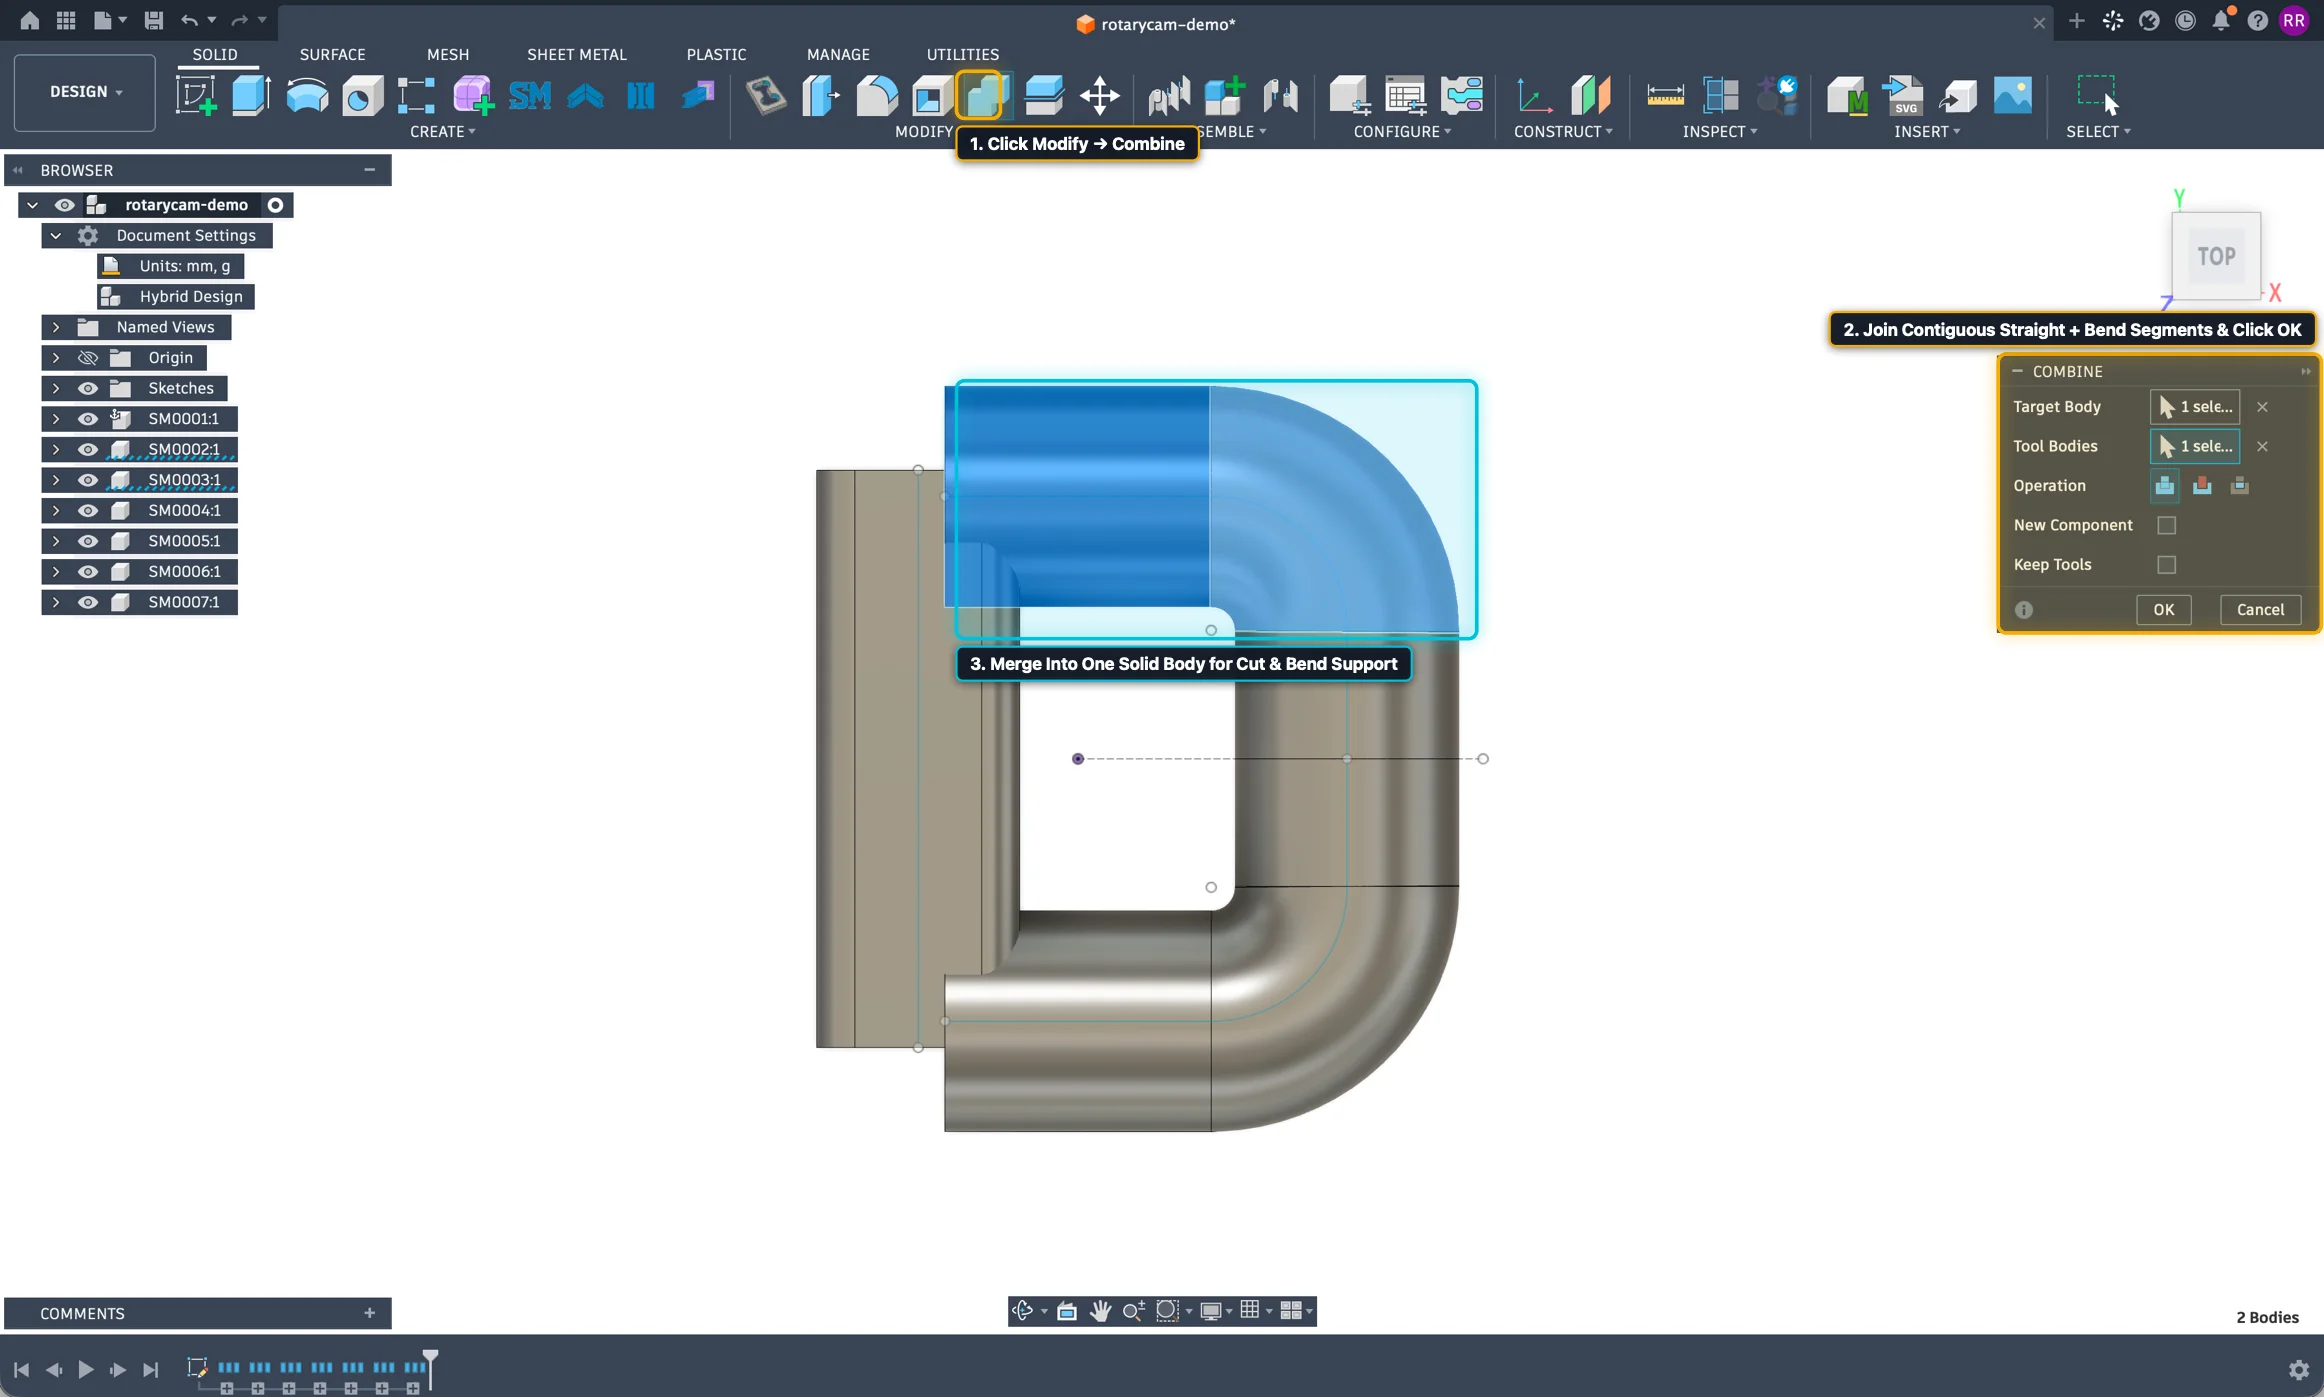 rotarycam-demo*
RR
DESIGN
SOLID
SURFACE
MESH
SHEET METAL
PLASTIC
MANAGE
UTILITIES
SM
SVG
M
CREATE
MODIFY
SEMBLE
CONFIGURE
CONSTRUCT
INSPECT
INSERT
SELECT
1. Click Modify → Combine
BROWSER
rotarycam-demo
Document Settings
Units: mm, g
Hybrid Design
Named Views
Origin
Sketches
SM0001:1
SM0002:1
SM0003:1
SM0004:1
SM0005:1
SM0006:1
SM0007:1
Y
TOP
Z
X
2. Join Contiguous Straight + Bend Segments & Click OK
COMBINE
Target Body
1 sele...
Tool Bodies
1 sele...
Operation
New Component
Keep Tools
OK
Cancel
3. Merge Into One Solid Body for Cut & Bend Support
COMMENTS
2 Bodies